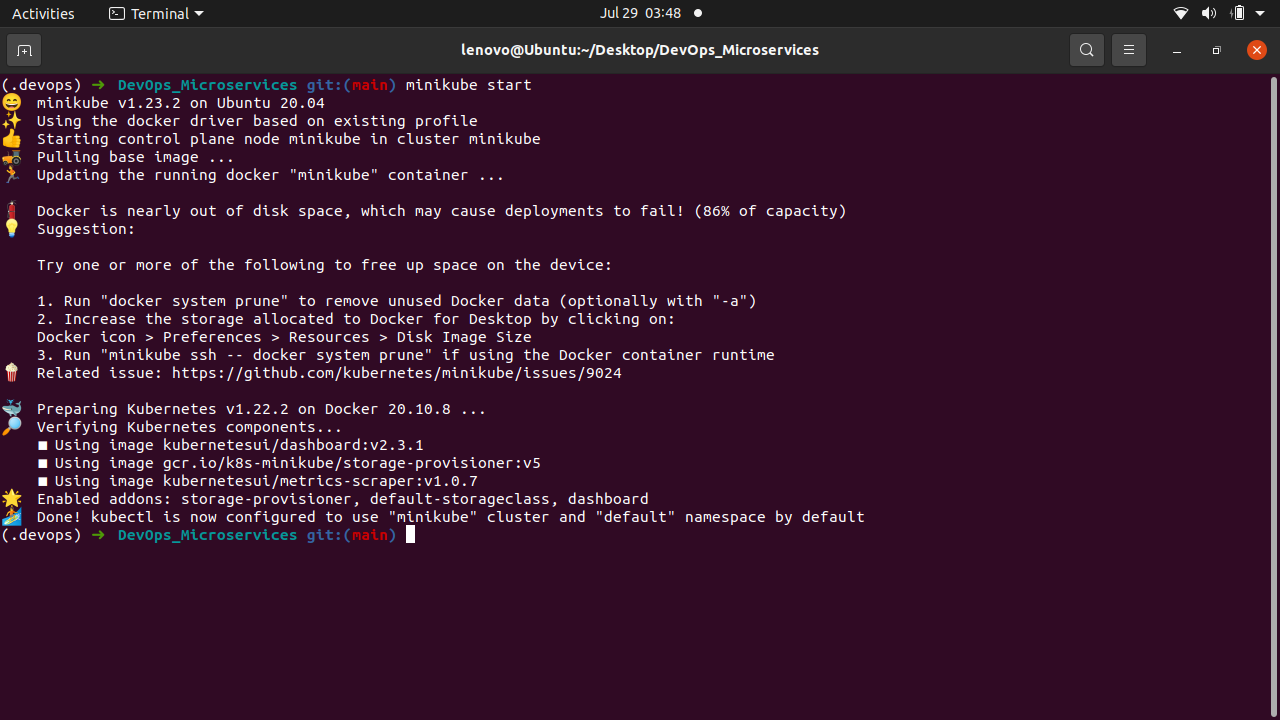 Activities
Terminal
Jul 29 03:48
lenovo@Ubuntu:~/Desktop/DevOps_Microservices
(.devops) ➜ DevOps_Microservices git:(main) minikube start
😄 minikube v1.23.2 on Ubuntu 20.04
✨ Using the docker driver based on existing profile
👍 Starting control plane node minikube in cluster minikube
🚜 Pulling base image ...
🏃 Updating the running docker "minikube" container ...
🧯 Docker is nearly out of disk space, which may cause deployments to fail! (86% of capacity)
💡 Suggestion:
Try one or more of the following to free up space on the device:
1. Run "docker system prune" to remove unused Docker data (optionally with "-a")
2. Increase the storage allocated to Docker for Desktop by clicking on:
Docker icon > Preferences > Resources > Disk Image Size
3. Run "minikube ssh -- docker system prune" if using the Docker container runtime
🍿 Related issue: https://github.com/kubernetes/minikube/issues/9024
🐳 Preparing Kubernetes v1.22.2 on Docker 20.10.8 ...
🔎 Verifying Kubernetes components...
▪ Using image kubernetesui/dashboard:v2.3.1
▪ Using image gcr.io/k8s-minikube/storage-provisioner:v5
▪ Using image kubernetesui/metrics-scraper:v1.0.7
🌟 Enabled addons: storage-provisioner, default-storageclass, dashboard
🏄 Done! kubectl is now configured to use "minikube" cluster and "default" namespace by default
(.devops) ➜ DevOps_Microservices git:(main)